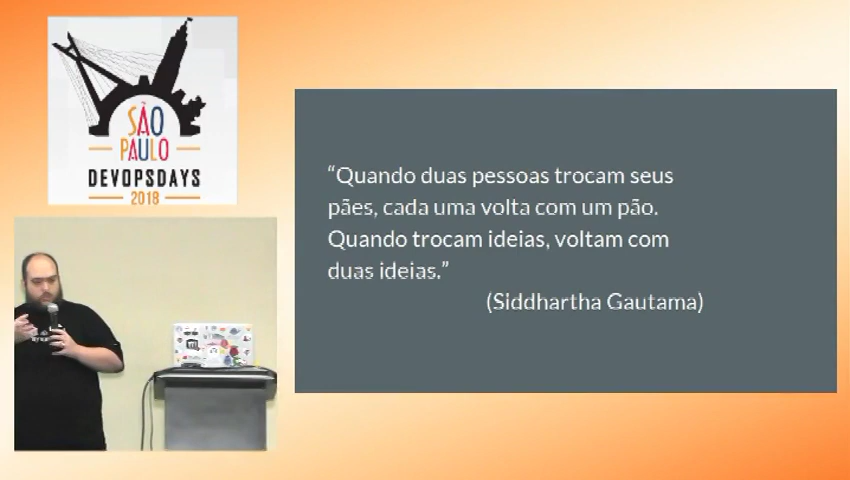 SÃO
PAULO
DEVOPSDAYS
2018
“Quando duas pessoas trocam seus
pães, cada uma volta com um pão.
Quando trocam ideias, voltam com
duas ideias.”
(Siddhartha Gautama)